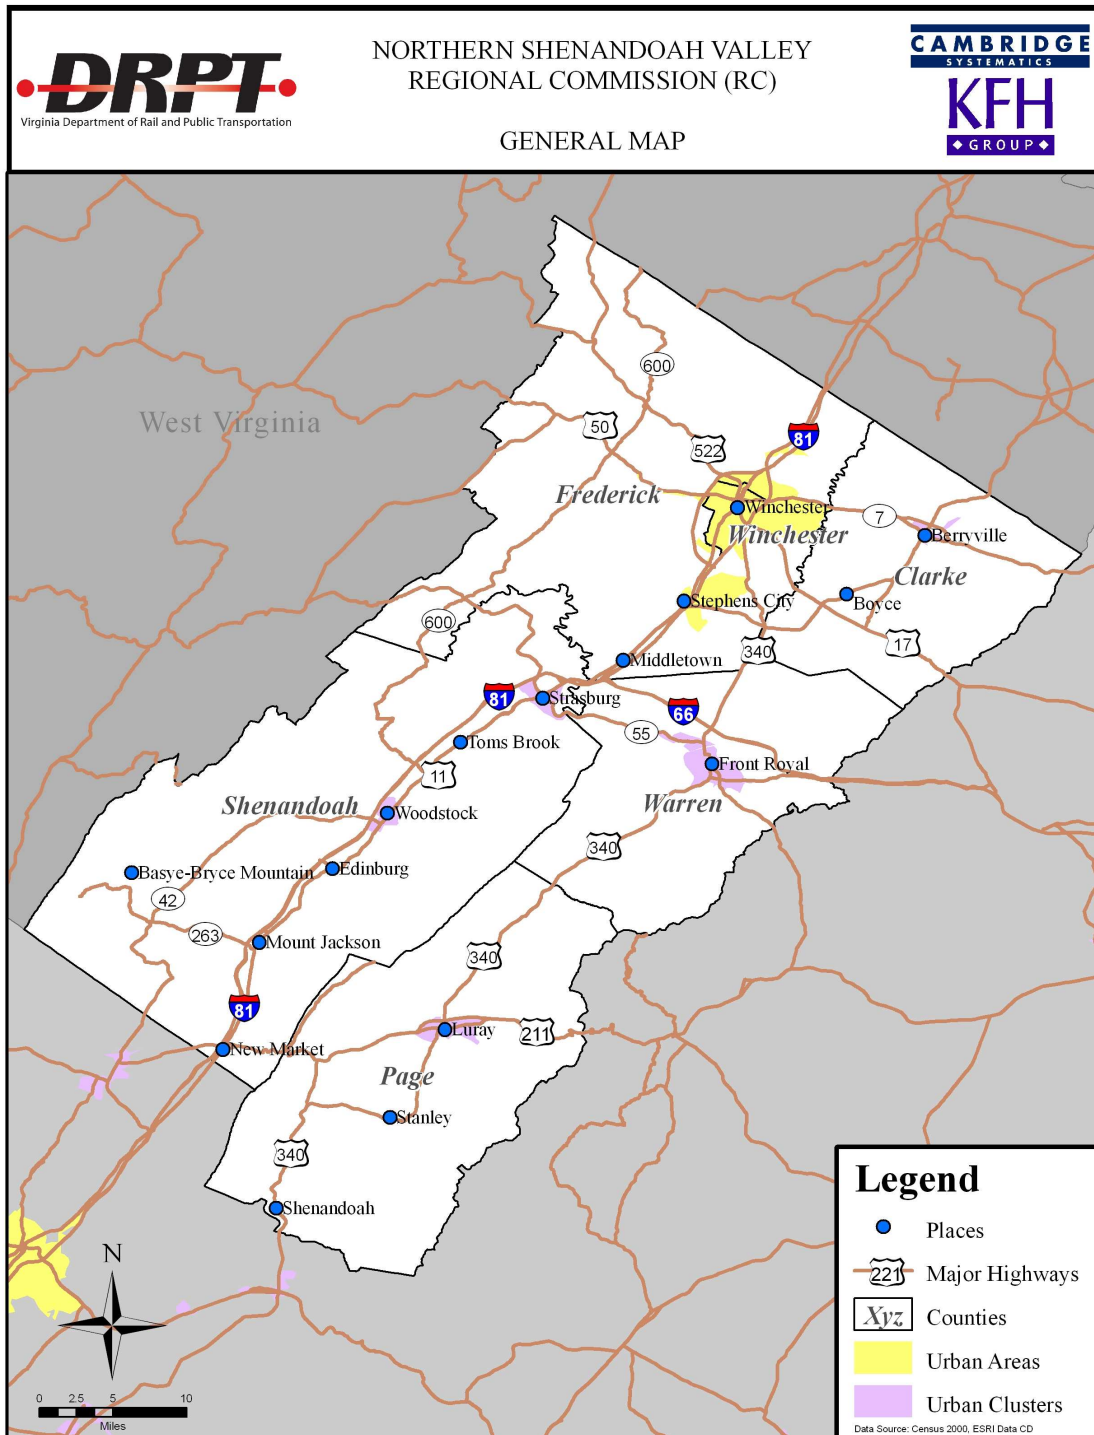 DRPT
Virginia Department of Rail and Public Transportation
NORTHERN SHENANDOAH VALLEY
REGIONAL COMMISSION (RC)
GENERAL MAP
CAMBRIDGE
SYSTEMATICS
KFH
GROUP
West Virginia
600
50
522
81
Frederick
Winchester
7
Winchester
Berryville
Clarke
Stephens City
Boyce
600
340
17
Middletown
81
Strasburg
66
55
Toms Brook
11
Front Royal
Shenandoah
Woodstock
Warren
340
Basye-Bryce Mountain
Edinburg
42
263
Mount Jackson
340
81
Luray
211
New Market
Page
Stanley
340
Shenandoah
N
0 2.5 5 10
Miles
Legend
Places
221 Major Highways
Xyz Counties
Urban Areas
Urban Clusters
Data Source: Census 2000, ESRI Data CD